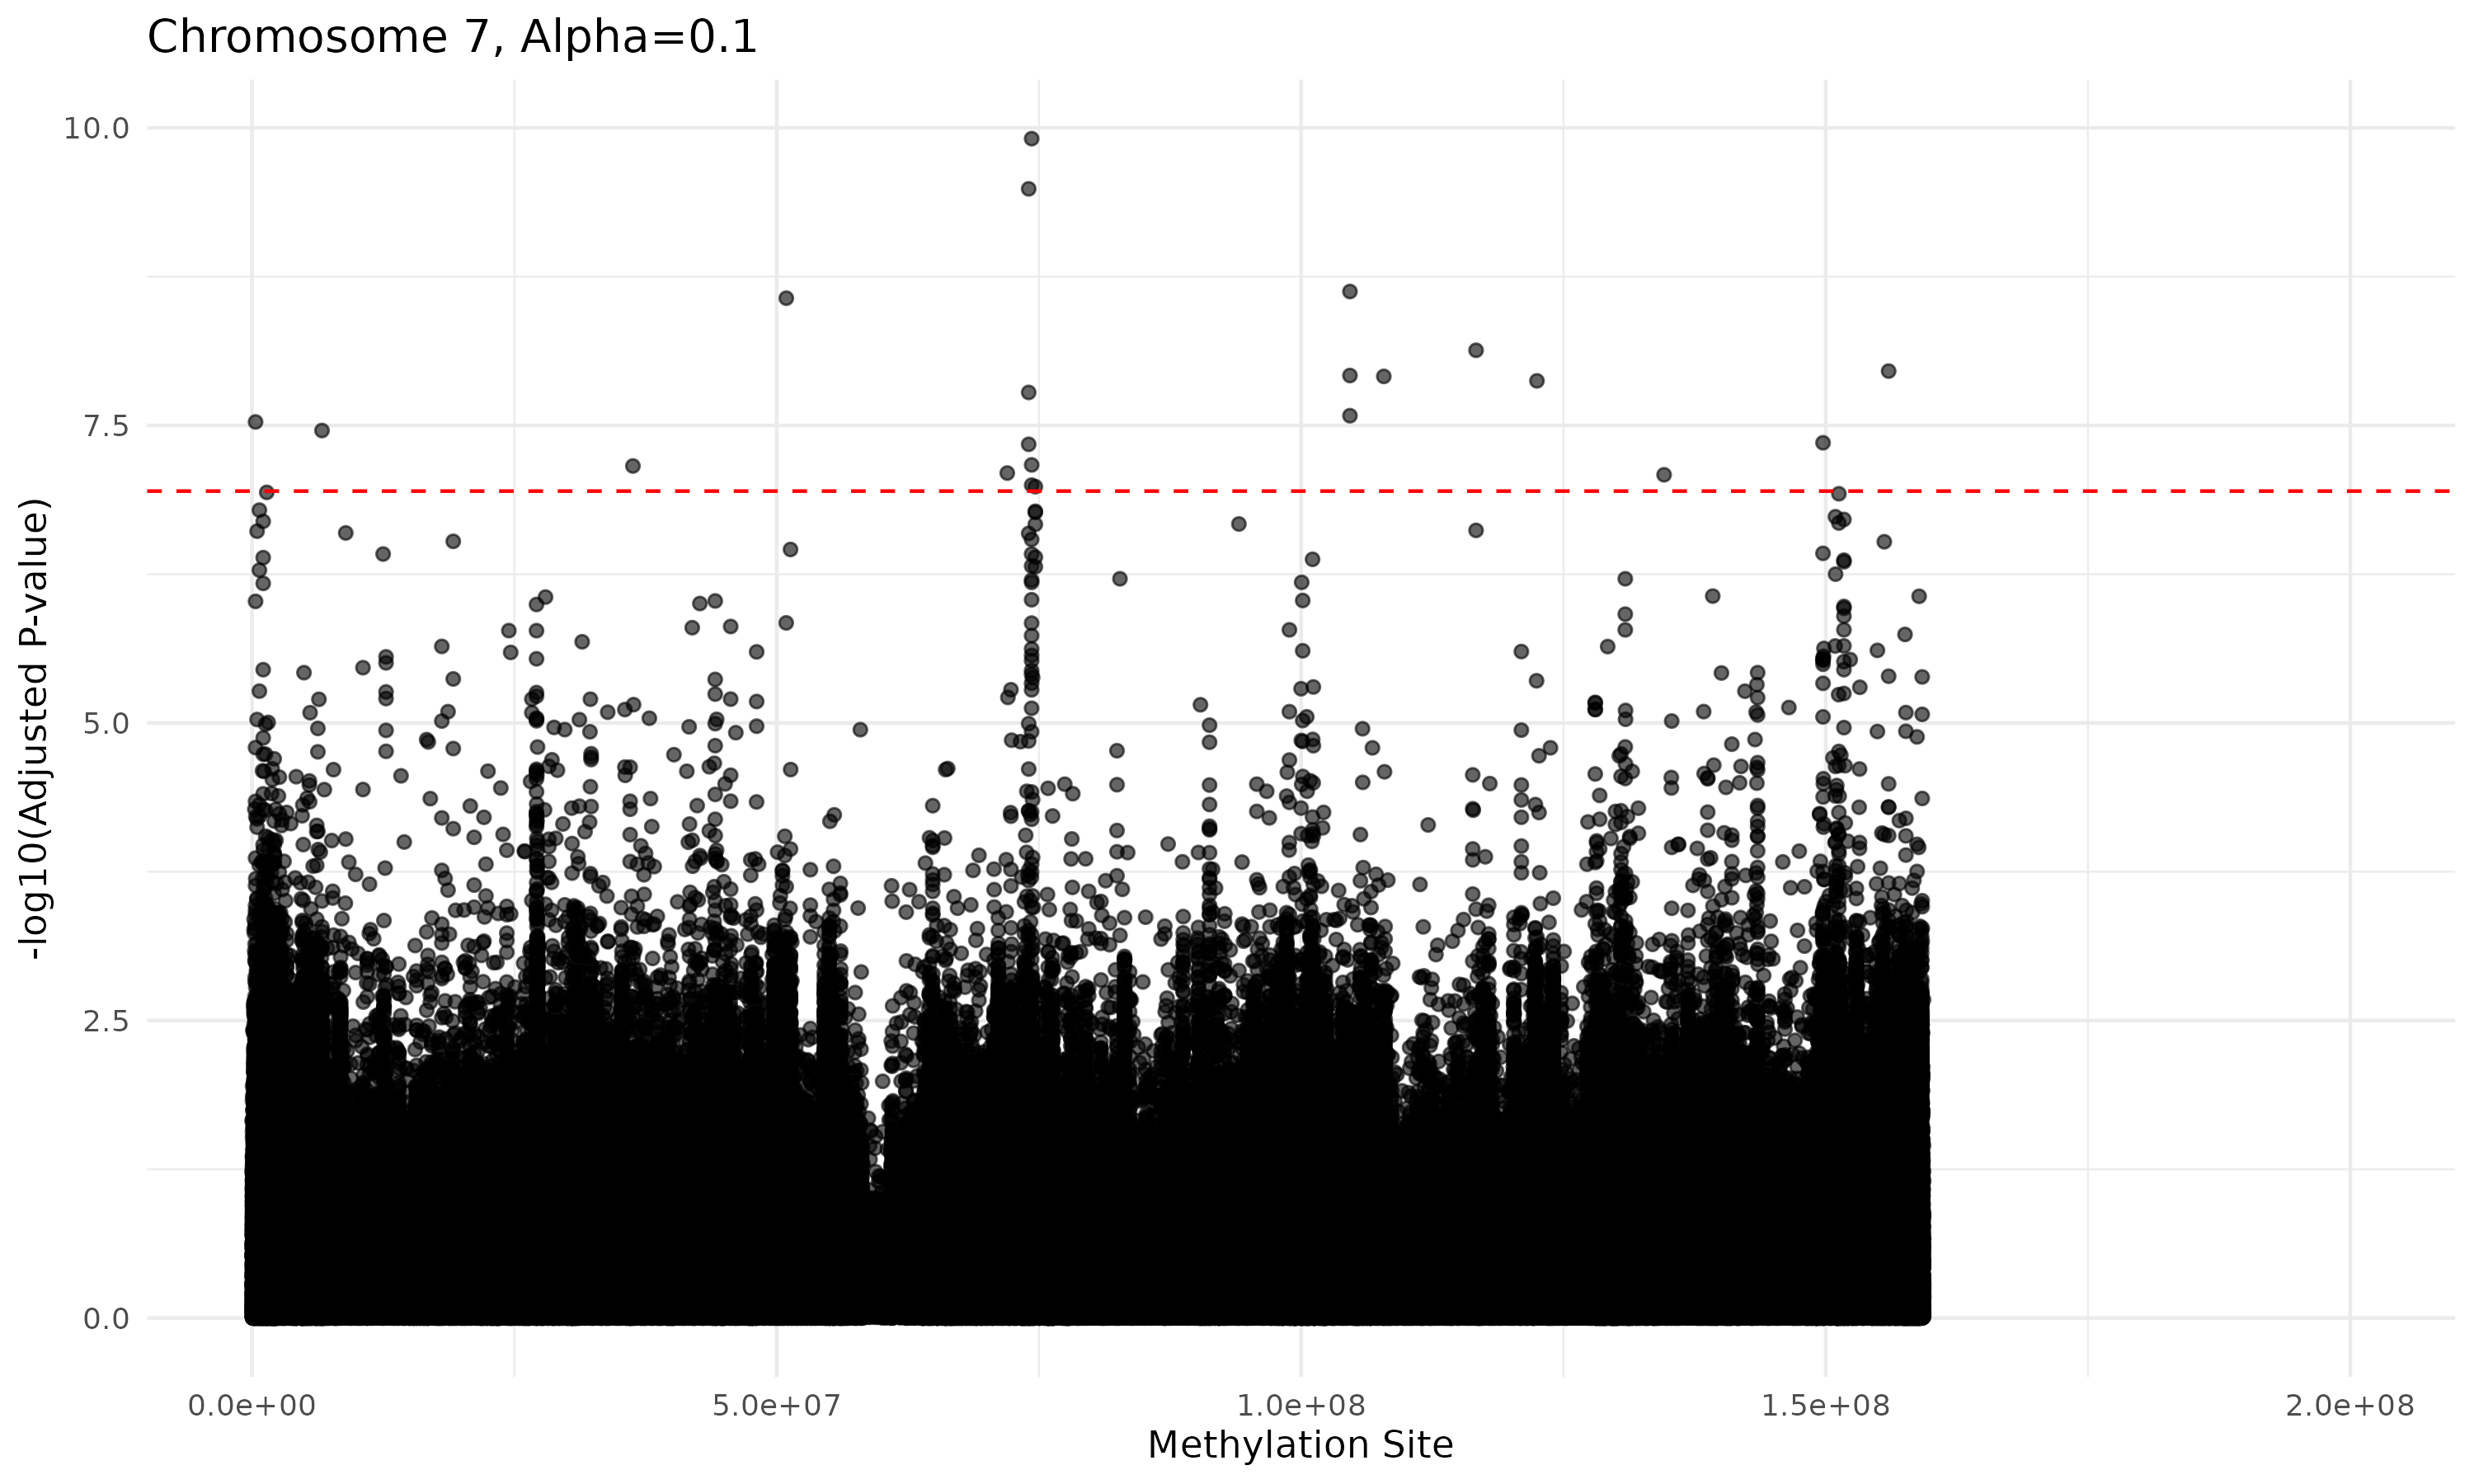 Chromosome 7, Alpha=0.1
-log10(Adjusted P-value)
10.0
7.5
5.0
2.5
0.0
0.0e+00 5.0e+07 1.0e+08 1.5e+08 2.0e+08
Methylation Site